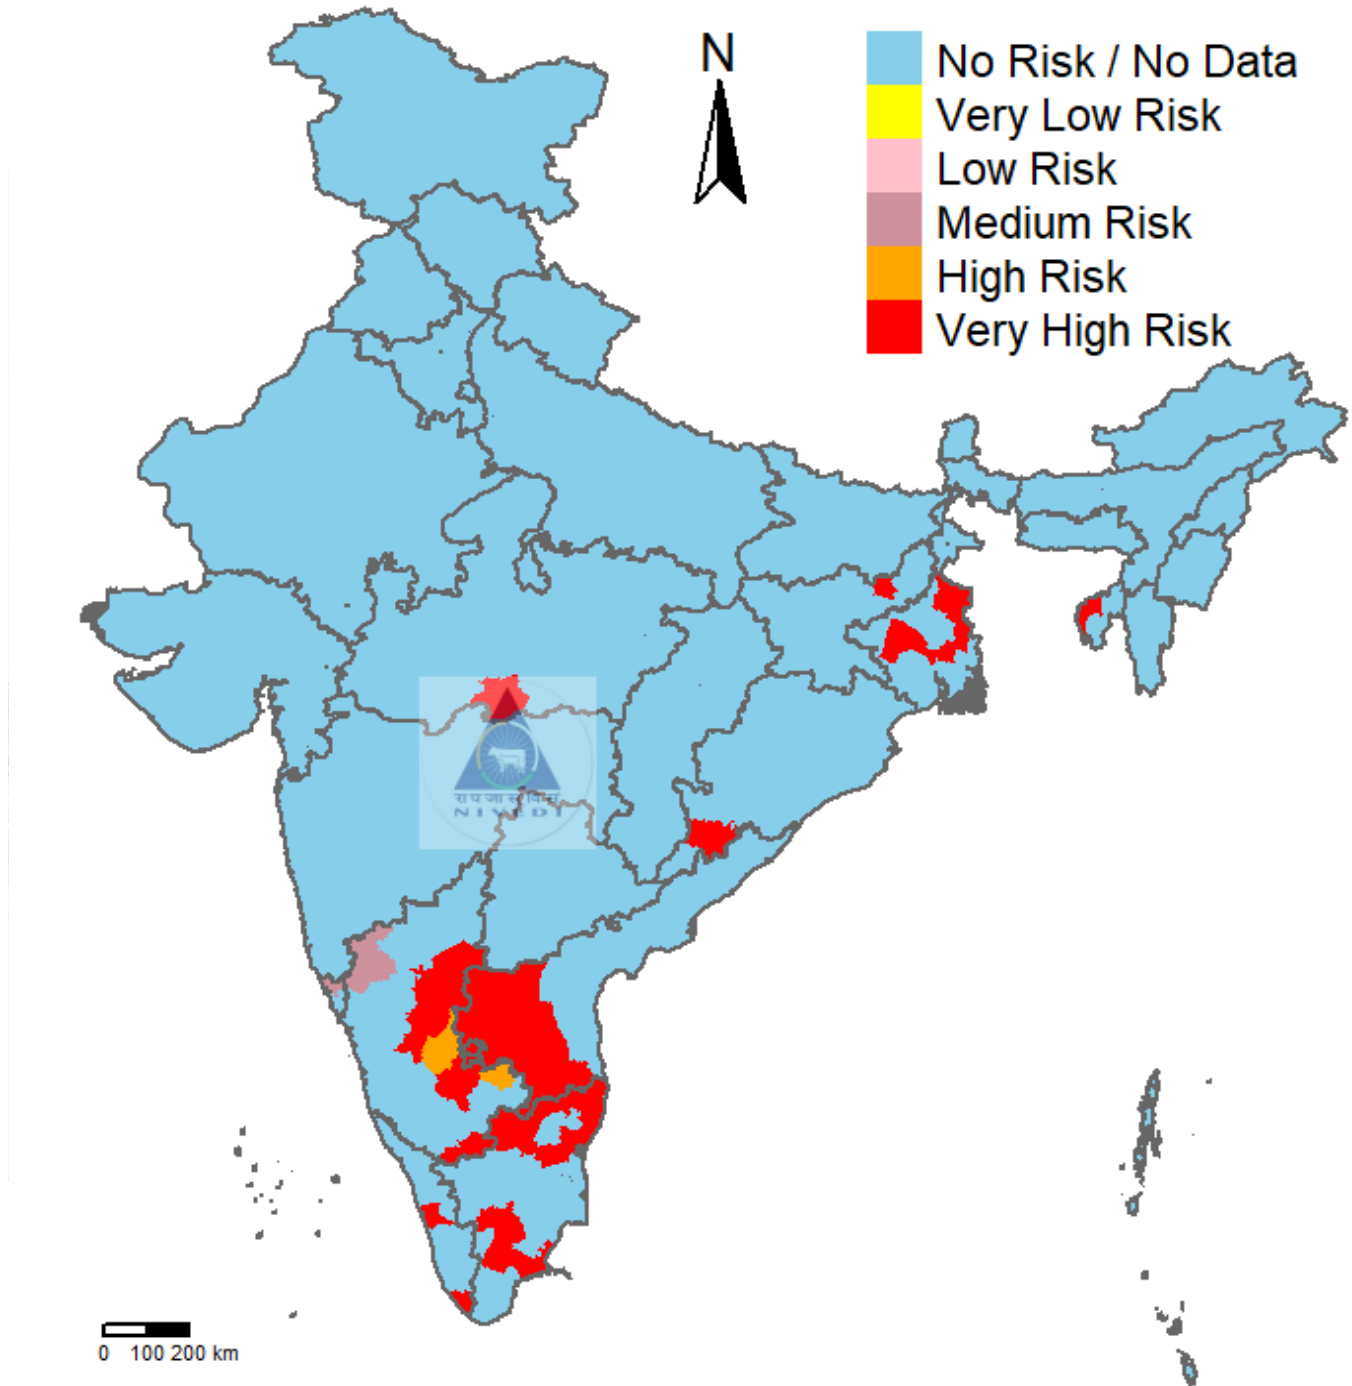 N
No Risk / No Data
Very Low Risk
Low Risk
Medium Risk
High Risk
Very High Risk
NIVEDI
0 100 200 km